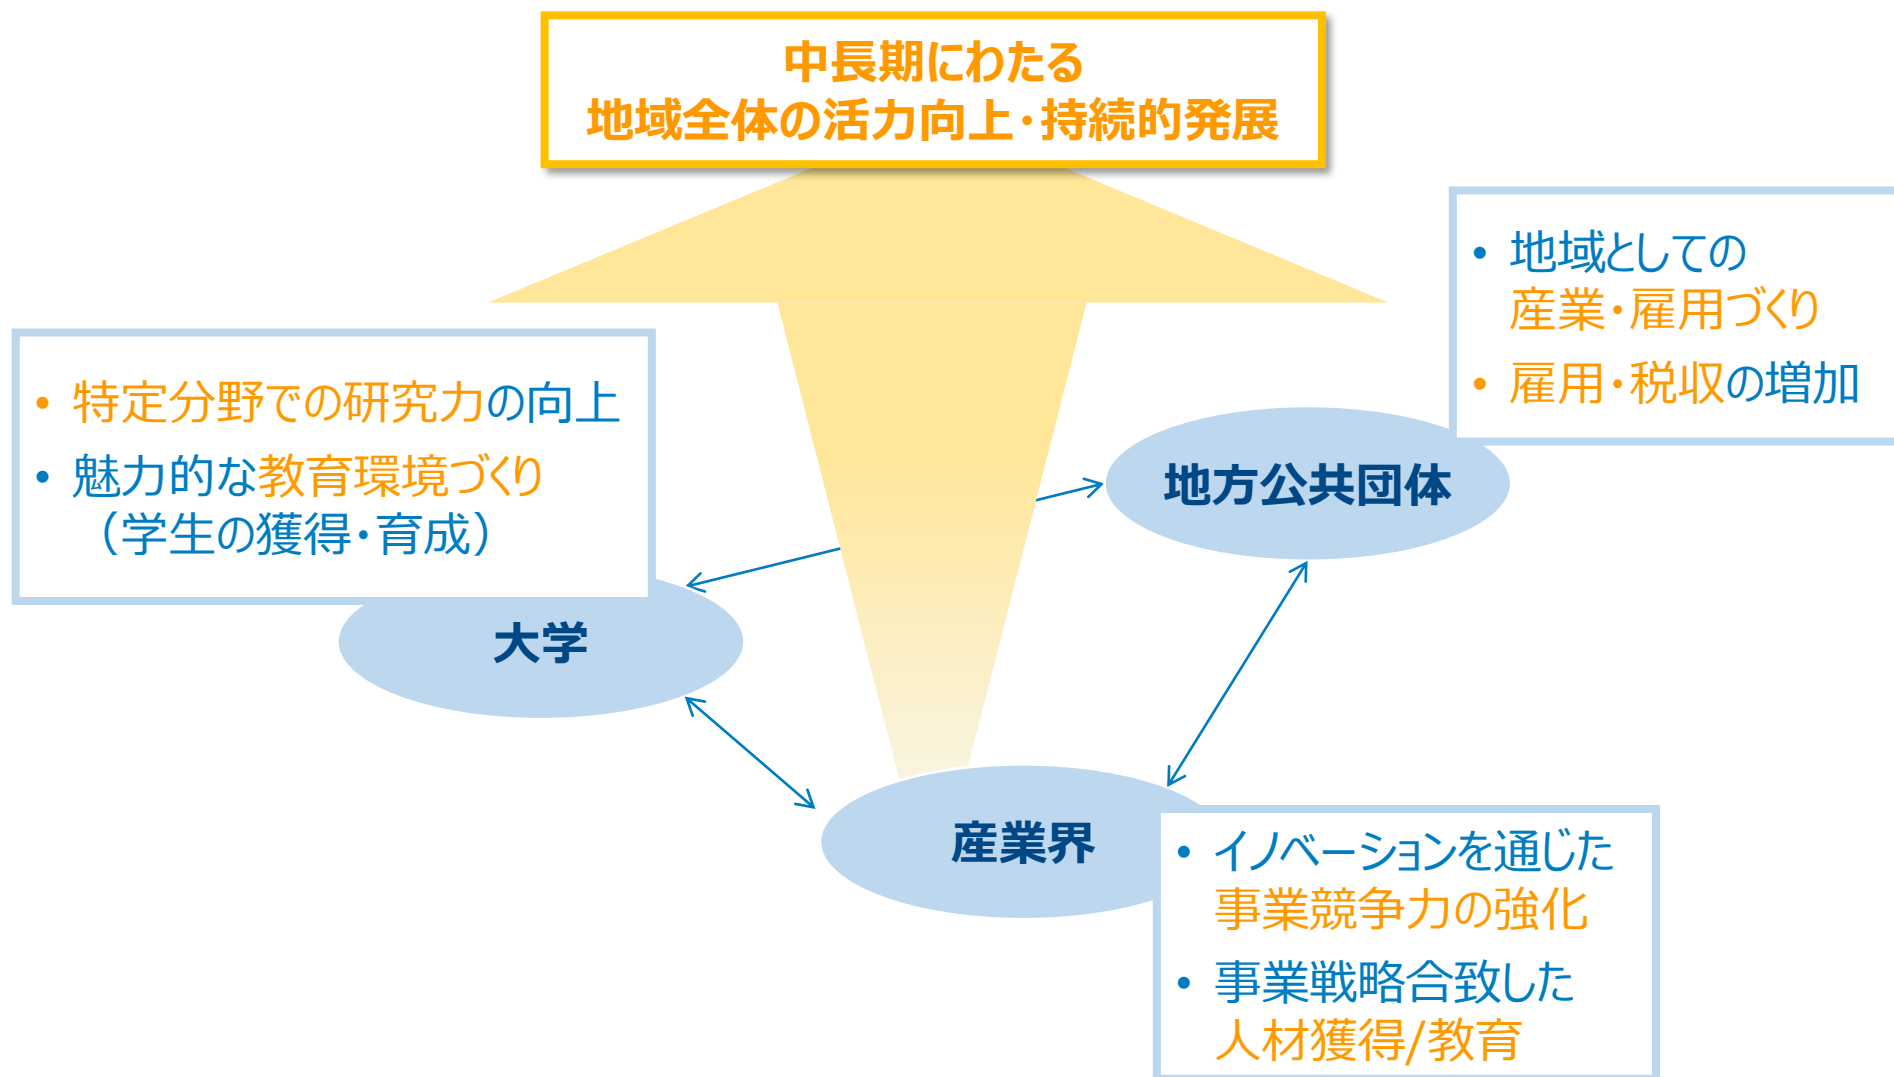 中長期にわたる
地域全体の活力向上・持続的発展
• 地域としての
産業・雇用づくり
• 雇用・税収の増加
• 特定分野での研究力の向上
• 魅力的な教育環境づくり
（学生の獲得・育成）
地方公共団体
大学
産業界
• イノベーションを通じた
事業競争力の強化
• 事業戦略合致した
人材獲得/教育